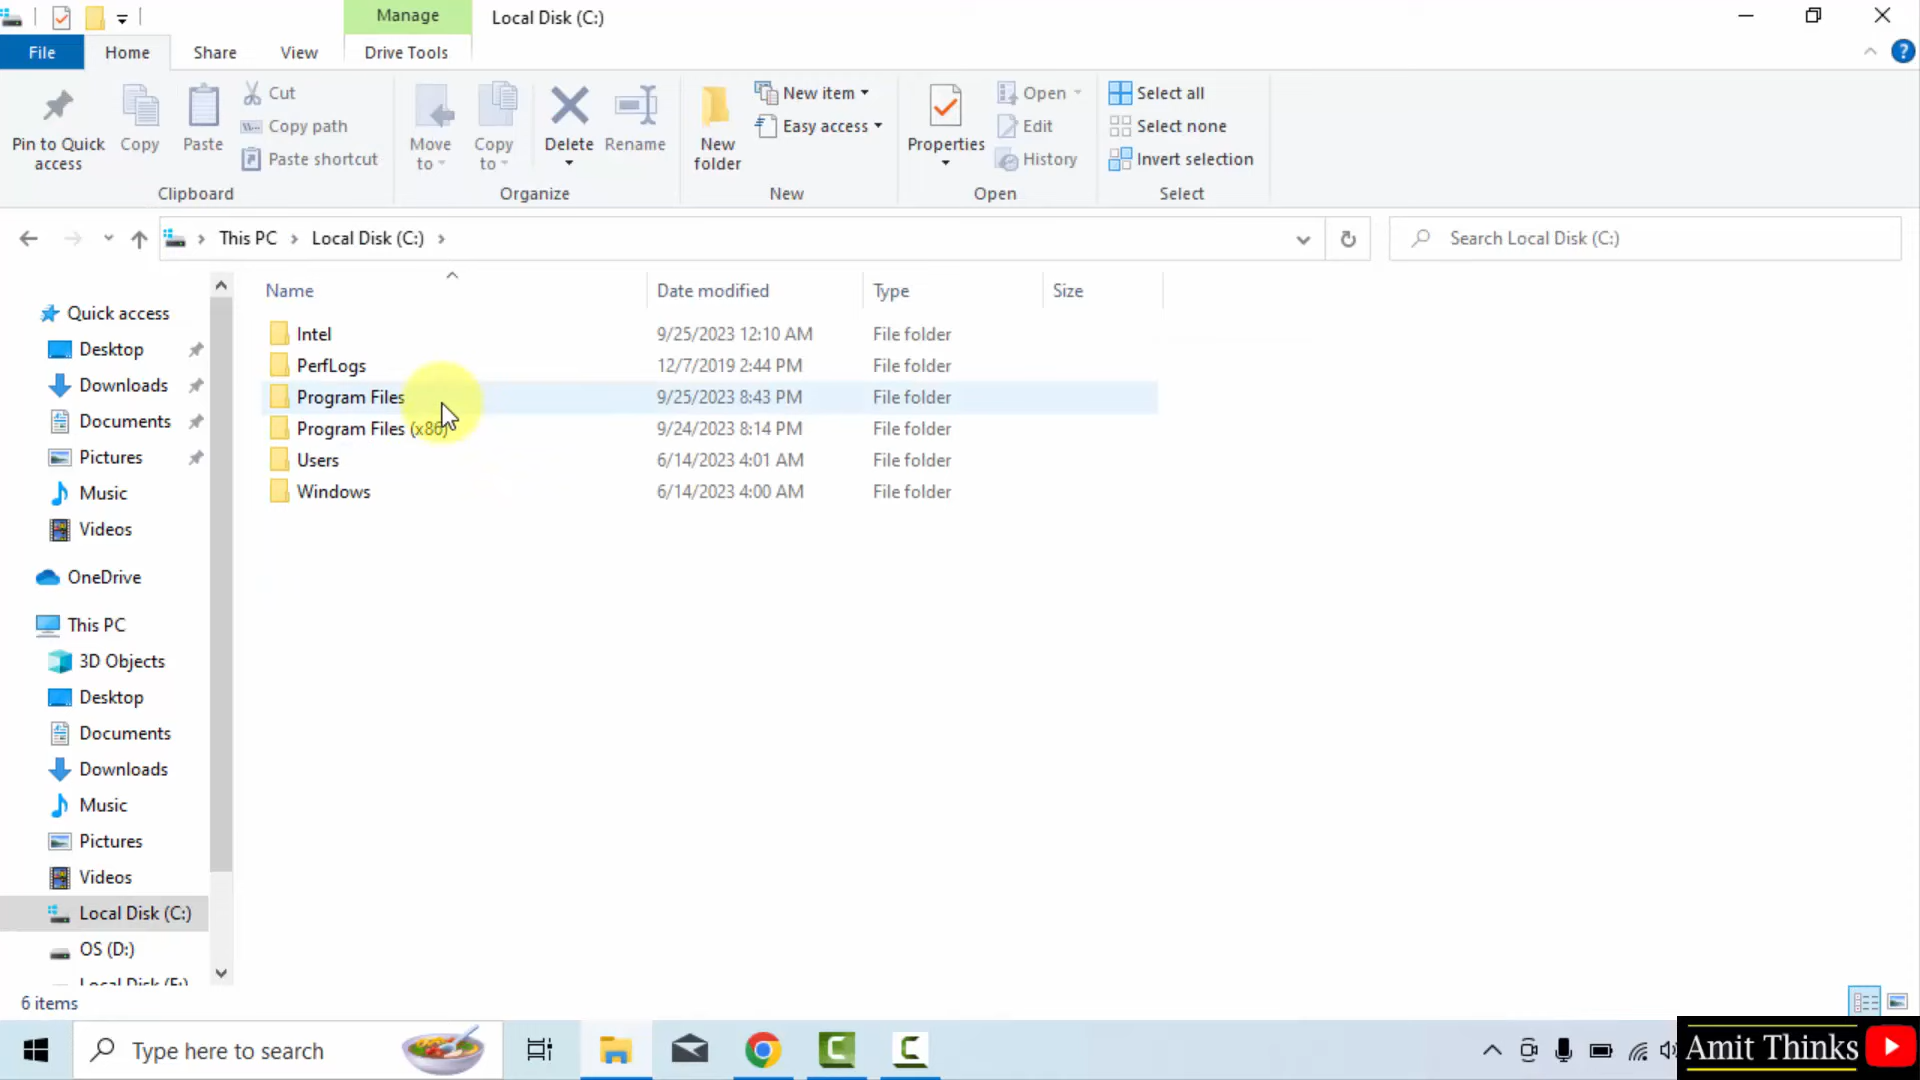 Manage
Local Disk (C:)
File
Home
Share
View
Drive Tools
Pin to Quick access
Copy
Paste
Cut
Copy path
Paste shortcut
Clipboard
Move to
Copy to
Delete
Rename
Organize
New folder
New item
Easy access
New
Properties
Open
Edit
History
Open
Select all
Select none
Invert selection
Select
This PC
Local Disk (C:)
Search Local Disk (C:)
Name
Date modified
Type
Size
Intel 9/25/2023 12:10 AM File folder
PerfLogs 12/7/2019 2:44 PM File folder
Program Files 9/25/2023 8:43 PM File folder
Program Files (x86) 9/24/2023 8:14 PM File folder
Users 6/14/2023 4:01 AM File folder
Windows 6/14/2023 4:00 AM File folder
Quick access
Desktop
Downloads
Documents
Pictures
Music
Videos
OneDrive
This PC
3D Objects
Desktop
Documents
Downloads
Music
Pictures
Videos
Local Disk (C:)
OS (D:)
6 items
Type here to search
Amit Thinks